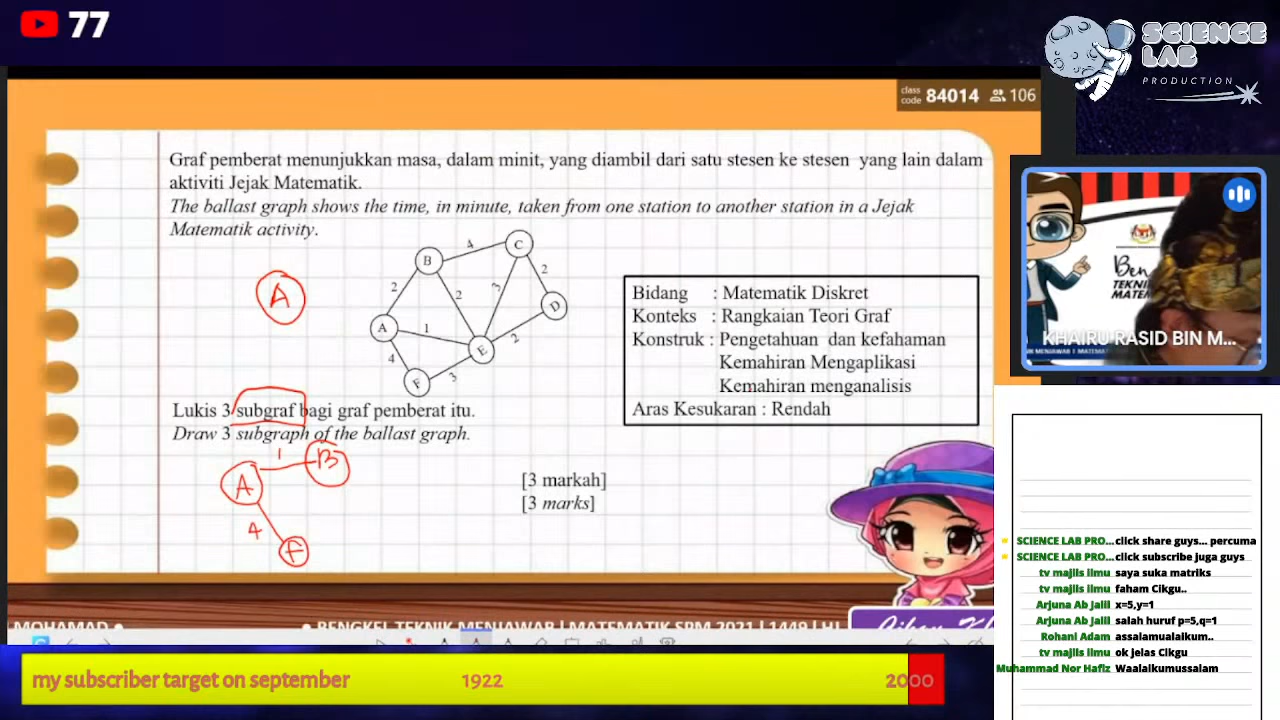 77
SCIENCE
LAB
PRODUCTION
class code 84014 106
Graf pemberat menunjukkan masa, dalam minit, yang diambil dari satu stesen ke stesen yang lain dalam
aktiviti Jejak Matematik.
The ballast graph shows the time, in minute, taken from one station to another station in a Jejak
Matematik activity.
B 4 C
2 2 3 2
A 1 D
E 2
4 F 3
A
Bidang : Matematik Diskret
Konteks : Rangkaian Teori Graf
Konstruk : Pengetahuan dan kefahaman
Kemahiran Mengaplikasi
Kemahiran menganalisis
Aras Kesukaran : Rendah
Lukis 3 subgraf bagi graf pemberat itu.
Draw 3 subgraph of the ballast graph.
A 1 B
4
F
[3 markah]
[3 marks]
KHAIRU RASID BIN M...
MOHAMAD ● ● BENGKEL TEKNIK MENJAWAB | MATEMATIK SPM 2021 | 1449 | HL
my subscriber target on september 1922 2000
SCIENCE LAB PRO... click share guys... percuma
SCIENCE LAB PRO... click subscribe juga guys
tv majlis ilmu saya suka matriks
tv majlis ilmu faham Cikgu..
Arjuna Ab Jalil x=5,y=1
Arjuna Ab Jalil salah huruf p=5,q=1
Rohani Adam assalamualaikum..
tv majlis ilmu ok jelas Cikgu
Muhammad Nor Hafiz Waalaikumussalam